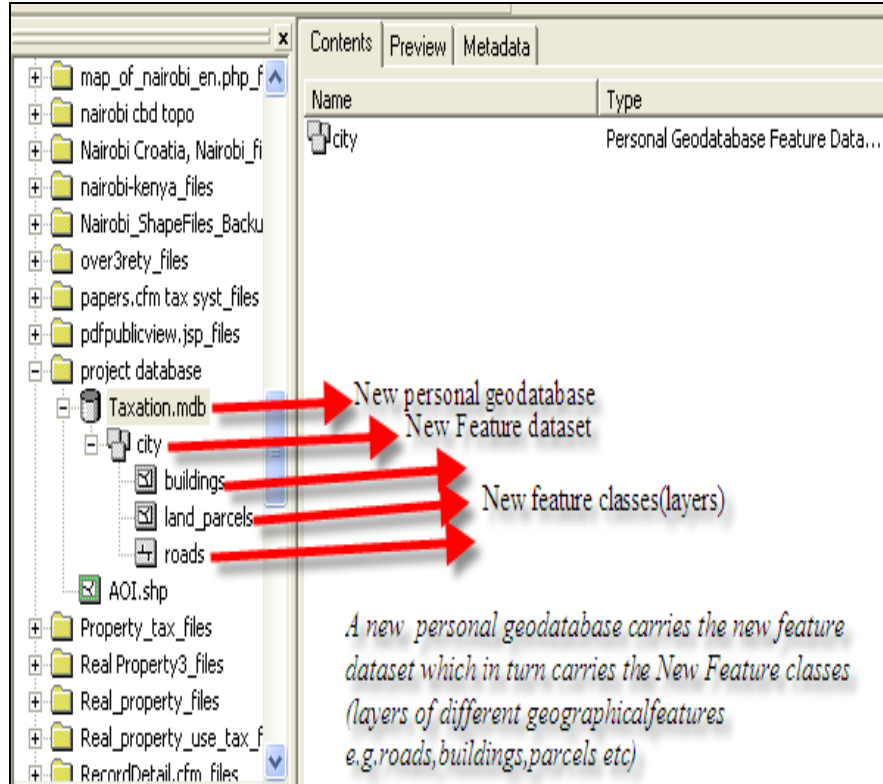 Contents Preview Metadata
Name Type
city Personal Geodatabase Feature Data...
map_of_nairobi_en.php_f
nairobi cbd topo
Nairobi Croatia, Nairobi_fi
nairobi-kenya_files
Nairobi_ShapeFiles_Backu
over3rety_files
papers.cfm tax syst_files
pdfpublicview.jsp_files
project database
Taxation.mdb
city
buildings
land_parcels
roads
AOI.shp
Property_tax_files
Real Property3_files
Real_property_files
Real_property_use_tax_f
RecordDetail.cfm_files
New personal geodatabase
New Feature dataset
New feature classes(layers)
A new personal geodatabase carries the new feature
dataset which in turn carries the New Feature classes
(layers of different geographicalfeatures
e.g.roads,buildings,parcels etc)